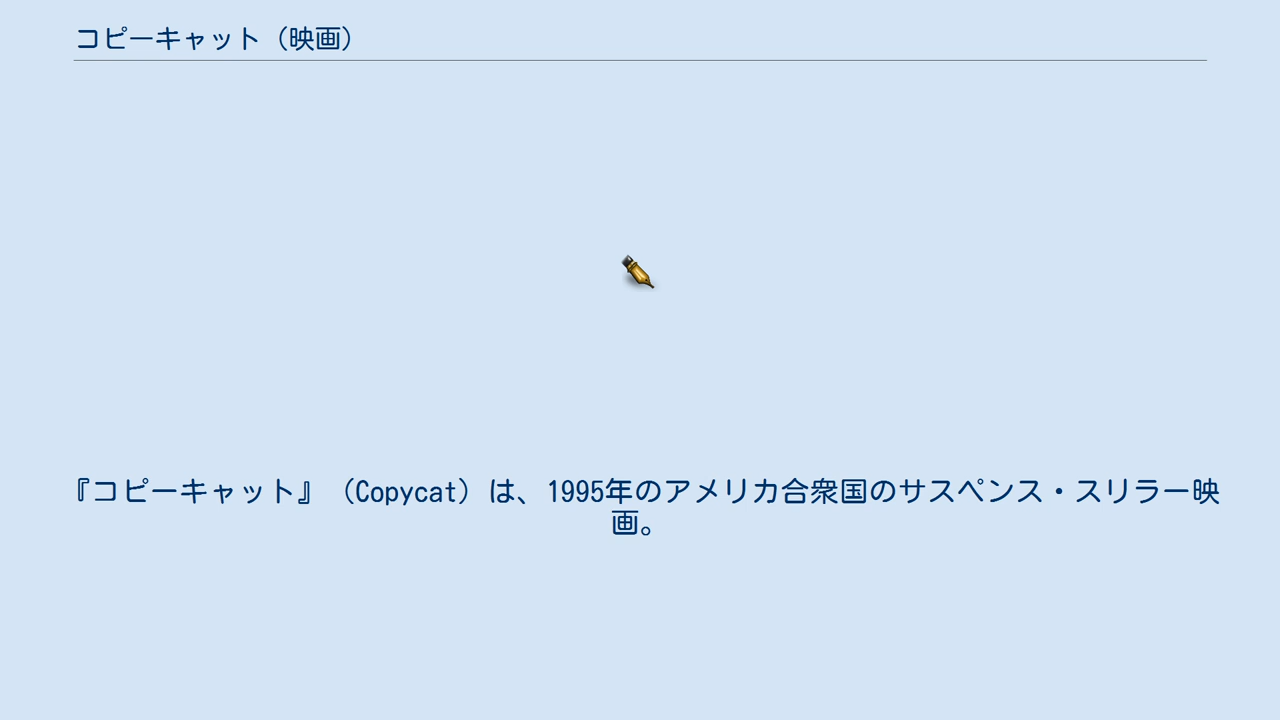 コピーキャット（映画）
『コピーキャット』（Copycat）は、1995年のアメリカ合衆国のサスペンス・スリラー映
画。